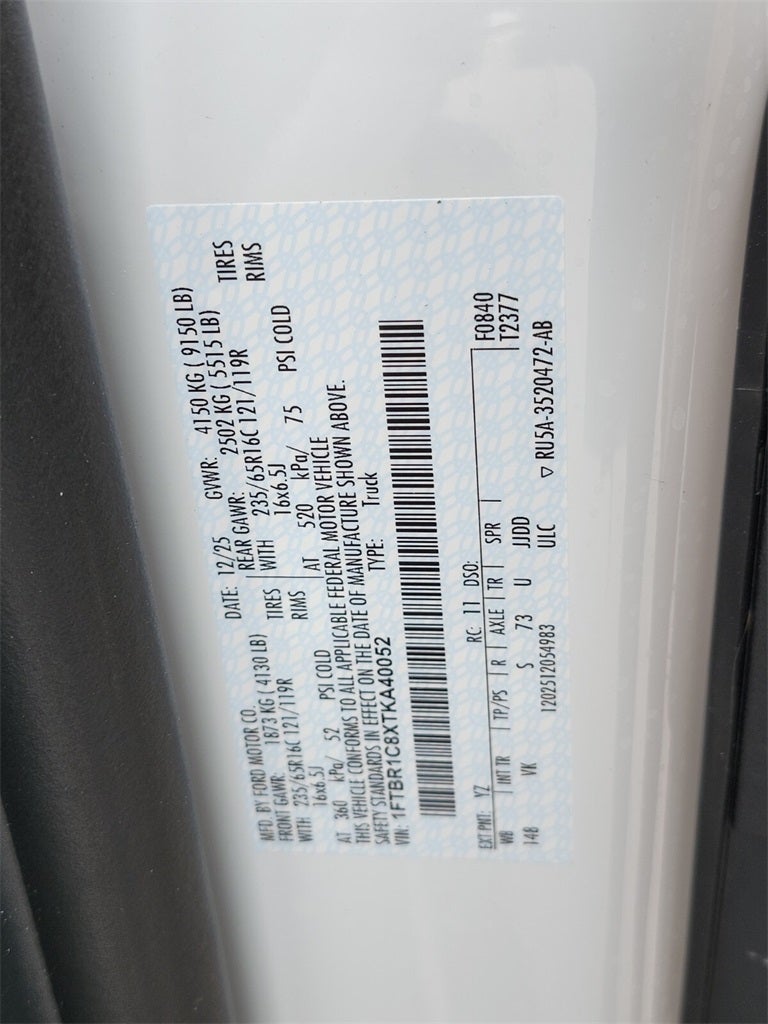 MFD. BY FORD MOTOR CO.
DATE: 12/25 GVWR: 4150 KG ( 9150 LB)
FRONT GAWR: 1873 KG ( 4130 LB)
REAR GAWR: 2502 KG ( 5515 LB)
WITH 235/65R16C 121/119R TIRES
WITH 235/65R16C 121/119R TIRES
16x6.5J RIMS
16x6.5J RIMS
AT 360 kPa/ 52 PSI COLD
AT 520 kPa/ 75 PSI COLD
THIS VEHICLE CONFORMS TO ALL APPLICABLE FEDERAL MOTOR VEHICLE
SAFETY STANDARDS IN EFFECT ON THE DATE OF MANUFACTURE SHOWN ABOVE.
VIN: 1FTBR1C8XTKA40052 TYPE: Truck
F0840
T2377
EXT PNT: YZ RC: 11 DSO:
WB INT TR TP/PS R AXLE TR SPR
148 VK S 73 U JJDD
1202512054983 ULC ▽ RU5A-3520472-AB